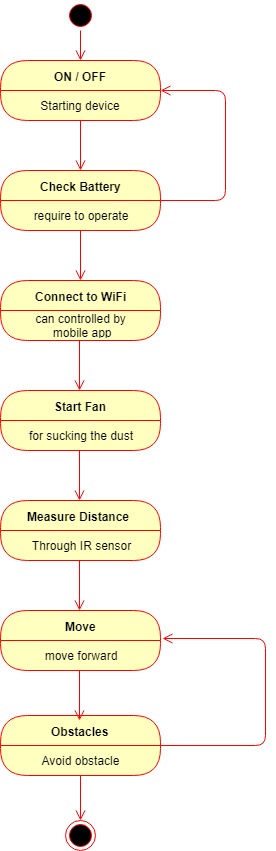 ON / OFF
Starting device
Check Battery
require to operate
Connect to WiFi
can controlled by
mobile app
Start Fan
for sucking the dust
Measure Distance
Through IR sensor
Move
move forward
Obstacles
Avoid obstacle